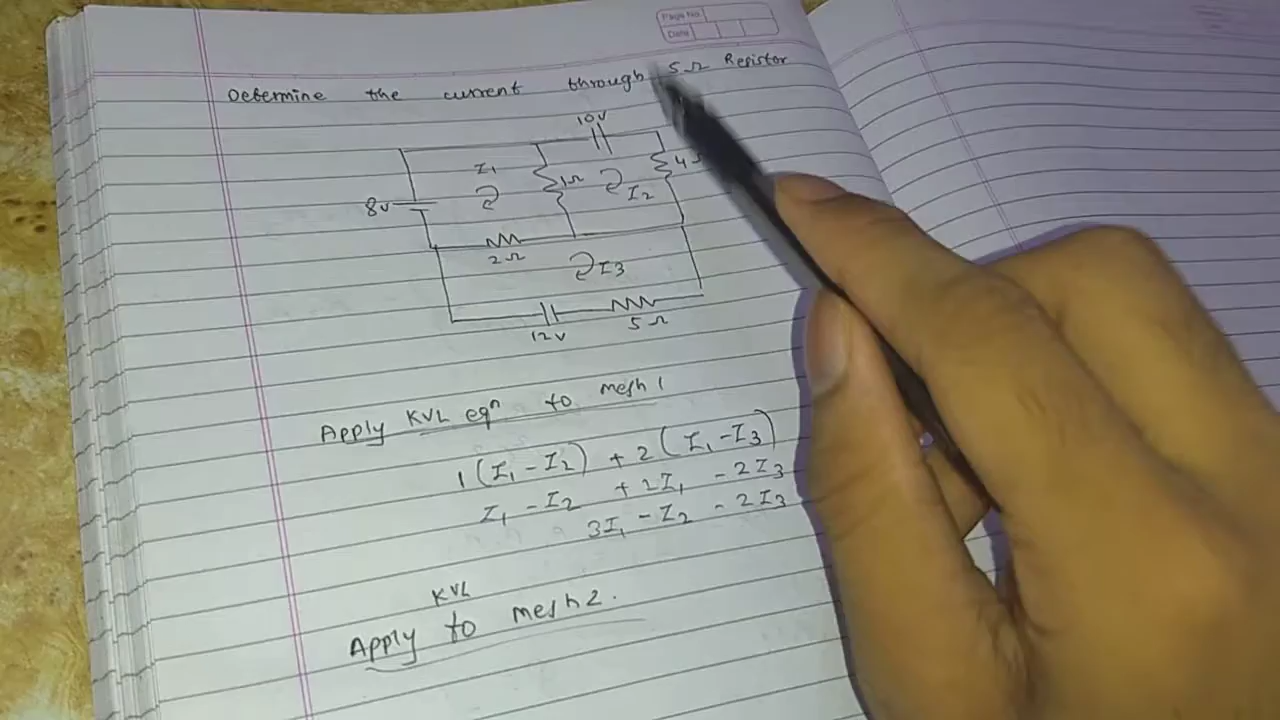 Page No.
Date
Determine the current through 5Ω Resistor
10V
I1
1Ω
4Ω
I2
8v
2Ω
I3
12v
5Ω
Apply KVL eqn to mesh 1
1(I1 - I2) + 2(I1 - I3)
I1 - I2 + 2I1 - 2I3
3I1 - I2 - 2I3
KVL
Apply to mesh 2.